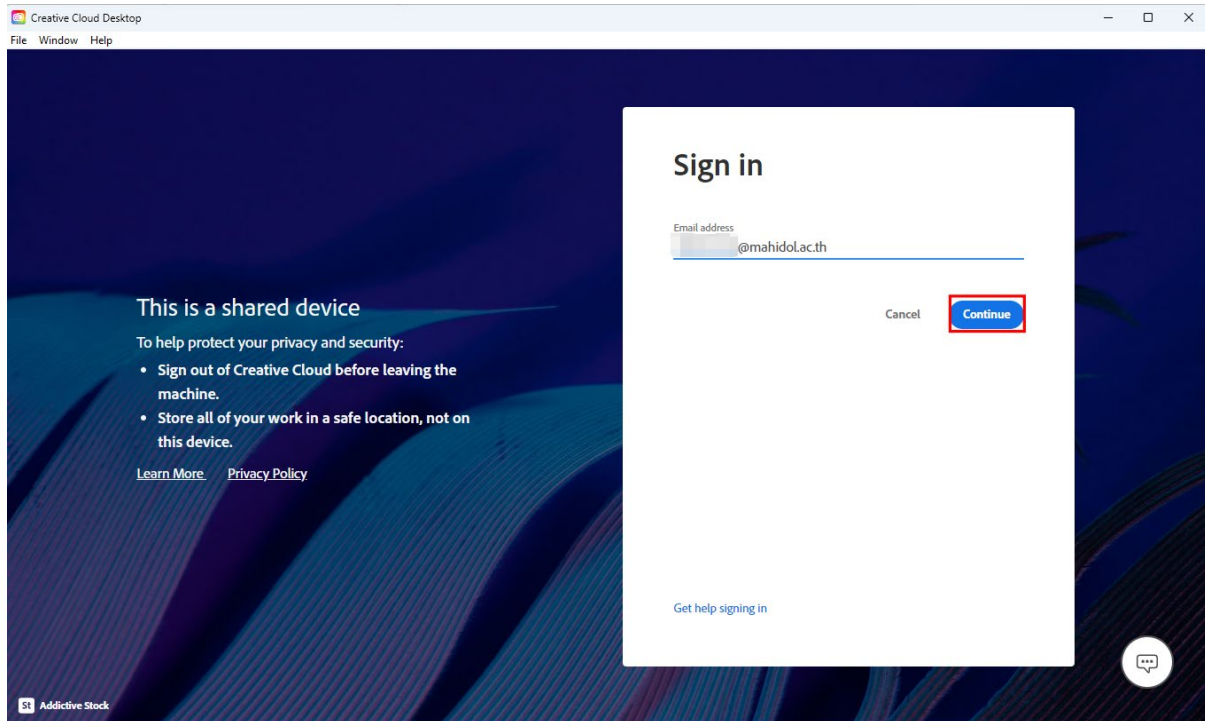 Creative Cloud Desktop
File Window Help
Sign in
Email address
@mahidol.ac.th
Cancel Continue
This is a shared device
To help protect your privacy and security:
• Sign out of Creative Cloud before leaving the
machine.
• Store all of your work in a safe location, not on
this device.
Learn More Privacy Policy
Get help signing in
St Addictive Stock